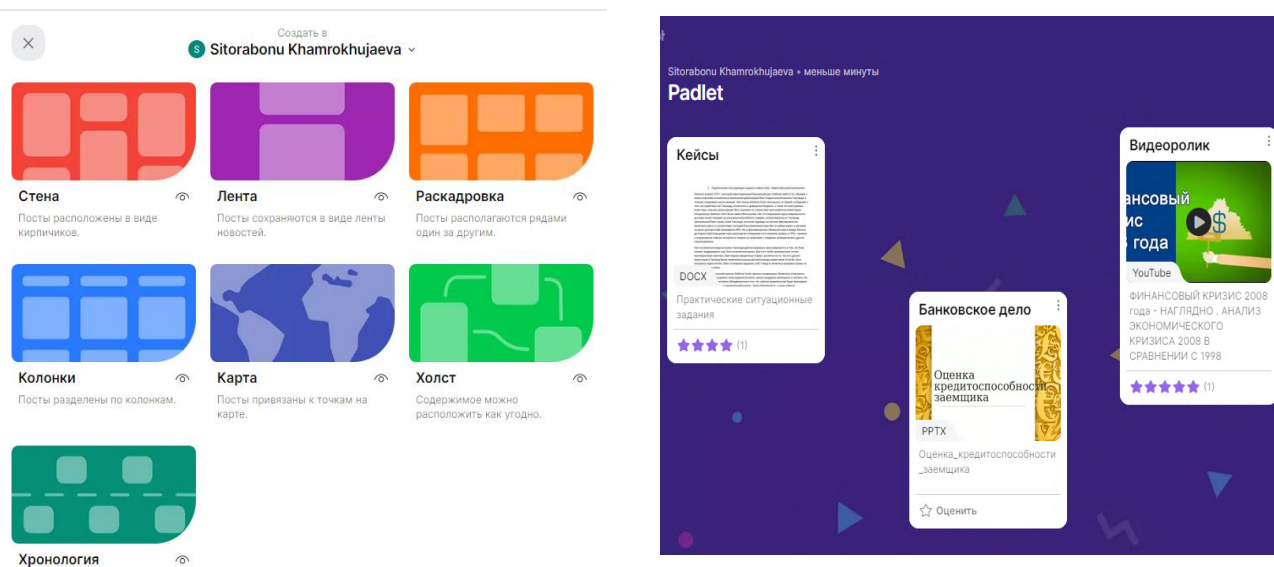 Создать в
S Sitorabonu Khamrokhujaeva
Стена
Посты расположены в виде
кирпичиков.
Лента
Посты сохраняются в виде ленты
новостей.
Раскадровка
Посты располагаются рядами
один за другим.
Колонки
Посты разделены по колонкам.
Карта
Посты привязаны к точкам на
карте.
Холст
Содержимое можно
расположить как угодно.
Хронология
Sitorabonu Khamrokhujaeva • меньше минуты
Padlet
Кейсы
DOCX
Практические ситуационные
задания
(1)
Банковское дело
Оценка
кредитоспособности
заемщика
PPTX
Оценка_кредитоспособности
_заемщика
Оценить
Видеоролик
ансовый
ис
года
$
YouTube
ФИНАНСОВЫЙ КРИЗИС 2008
года - НАГЛЯДНО . АНАЛИЗ
ЭКОНОМИЧЕСКОГО
КРИЗИСА 2008 В
СРАВНЕНИИ С 1998
(1)